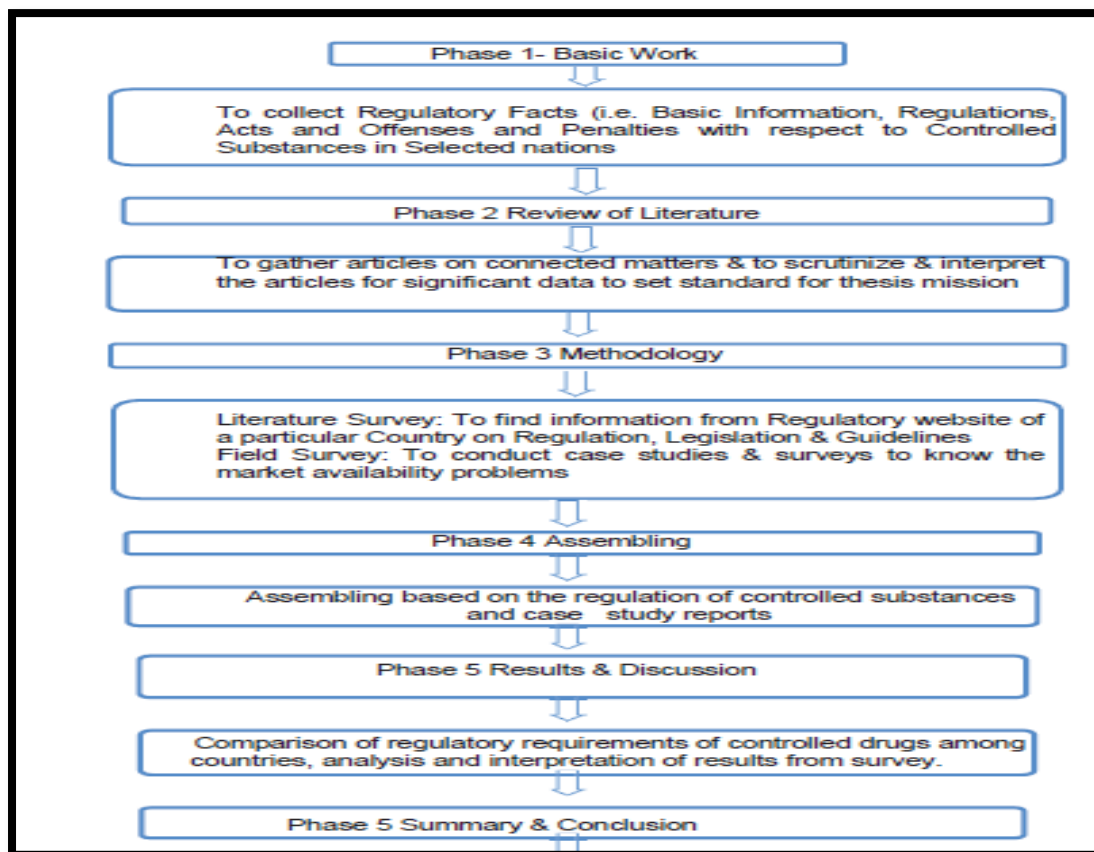 Phase 1- Basic Work
To collect Regulatory Facts (i.e. Basic Information, Regulations,
Acts and Offenses and Penalties with respect to Controlled
Substances in Selected nations
Phase 2 Review of Literature
To gather articles on connected matters & to scrutinize & interpret
the articles for significant data to set standard for thesis mission
Phase 3 Methodology
Literature Survey: To find information from Regulatory website of
a particular Country on Regulation, Legislation & Guidelines
Field Survey: To conduct case studies & surveys to know the
market availability problems
Phase 4 Assembling
Assembling based on the regulation of controlled substances
and case study reports
Phase 5 Results & Discussion
Comparison of regulatory requirements of controlled drugs among
countries, analysis and interpretation of results from survey.
Phase 5 Summary & Conclusion